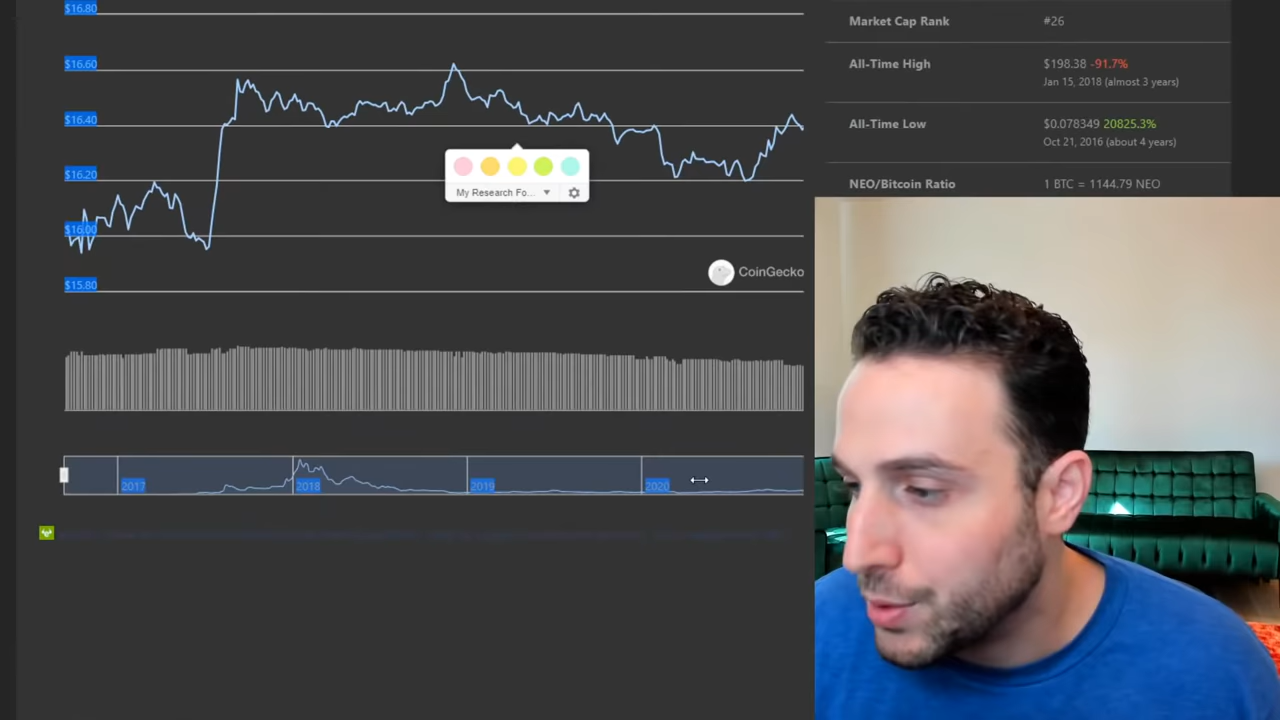 $16.80
$16.60
$16.40
$16.20
$16.00
$15.80
My Research Fo...
CoinGecko
2017
2018
2019
2020
Market Cap Rank
#26
All-Time High
$198.38 -91.7%
Jan 15, 2018 (almost 3 years)
All-Time Low
$0.078349 20825.3%
Oct 21, 2016 (about 4 years)
NEO/Bitcoin Ratio
1 BTC = 1144.79 NEO